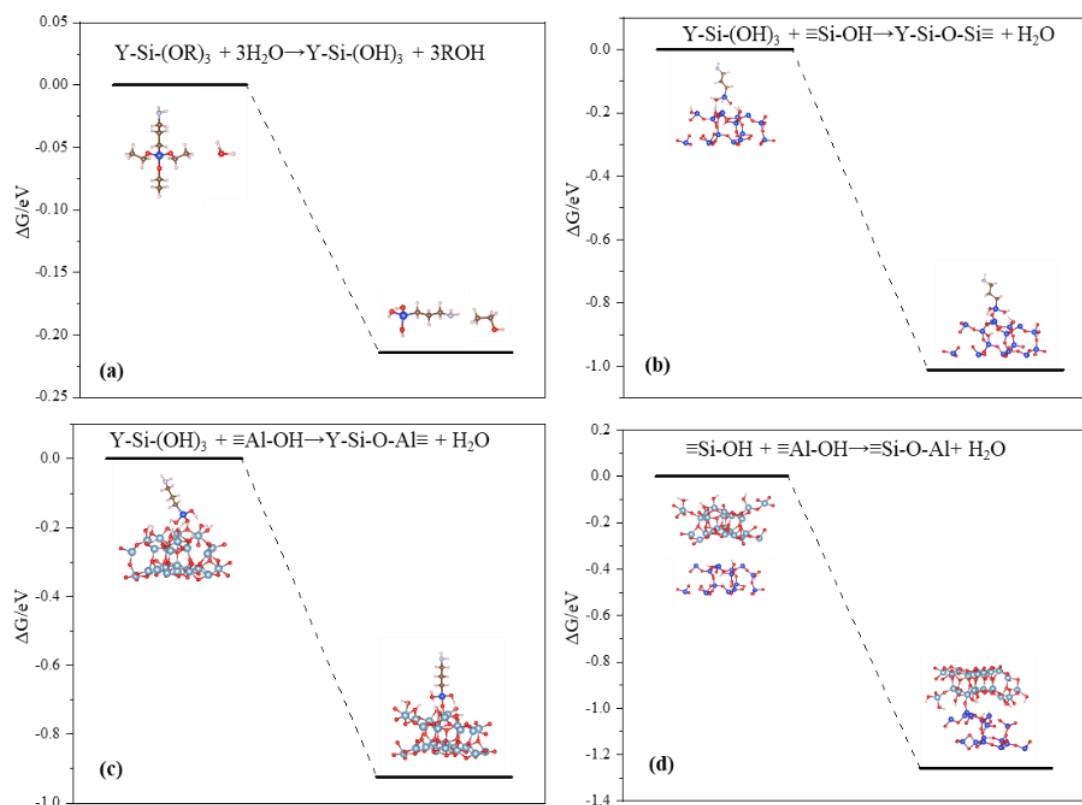 Y-Si-(OR)₃ + 3H₂O→Y-Si-(OH)₃ + 3ROH
0.05
0.00
-0.05
-0.10
-0.15
-0.20
-0.25
ΔG/eV
(a)
Y-Si-(OH)₃ + ≡Si-OH→Y-Si-O-Si≡ + H₂O
0.0
-0.2
-0.4
-0.6
-0.8
-1.0
ΔG/eV
(b)
Y-Si-(OH)₃ + ≡Al-OH→Y-Si-O-Al≡ + H₂O
0.0
-0.2
-0.4
-0.6
-0.8
-1.0
ΔG/eV
(c)
≡Si-OH + ≡Al-OH→≡Si-O-Al+ H₂O
0.2
0.0
-0.2
-0.4
-0.6
-0.8
-1.0
-1.2
-1.4
ΔG/eV
(d)